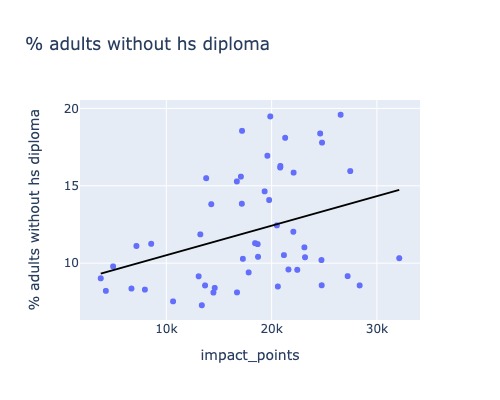 % adults without hs diploma
% adults without hs diploma
20
15
10
10k 20k 30k
impact_points